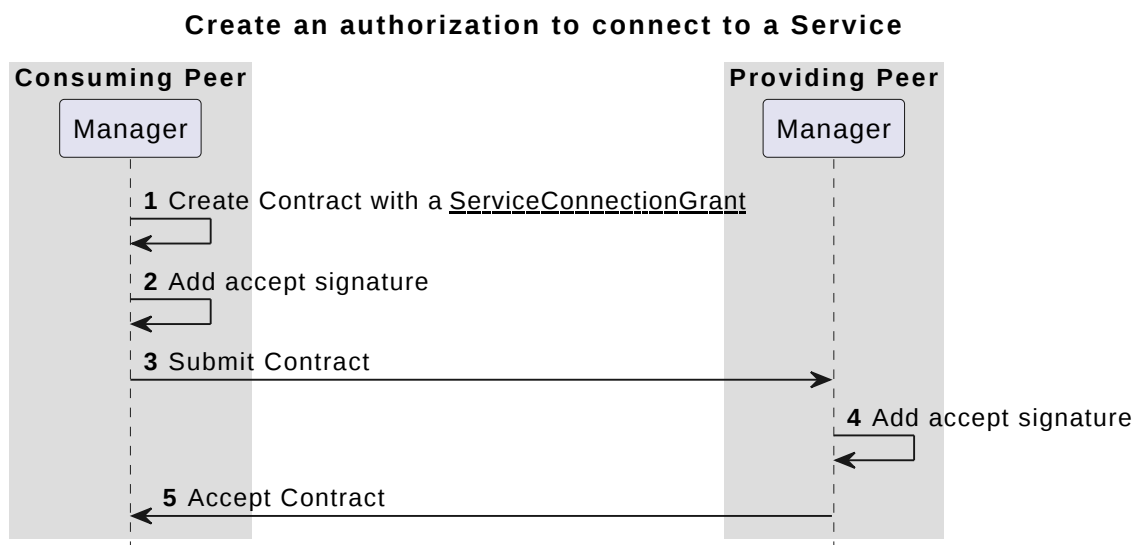 Create an authorization to connect to a Service
Consuming Peer
Providing Peer
Manager
Manager
1 Create Contract with a ServiceConnectionGrant
2 Add accept signature
3 Submit Contract
4 Add accept signature
5 Accept Contract